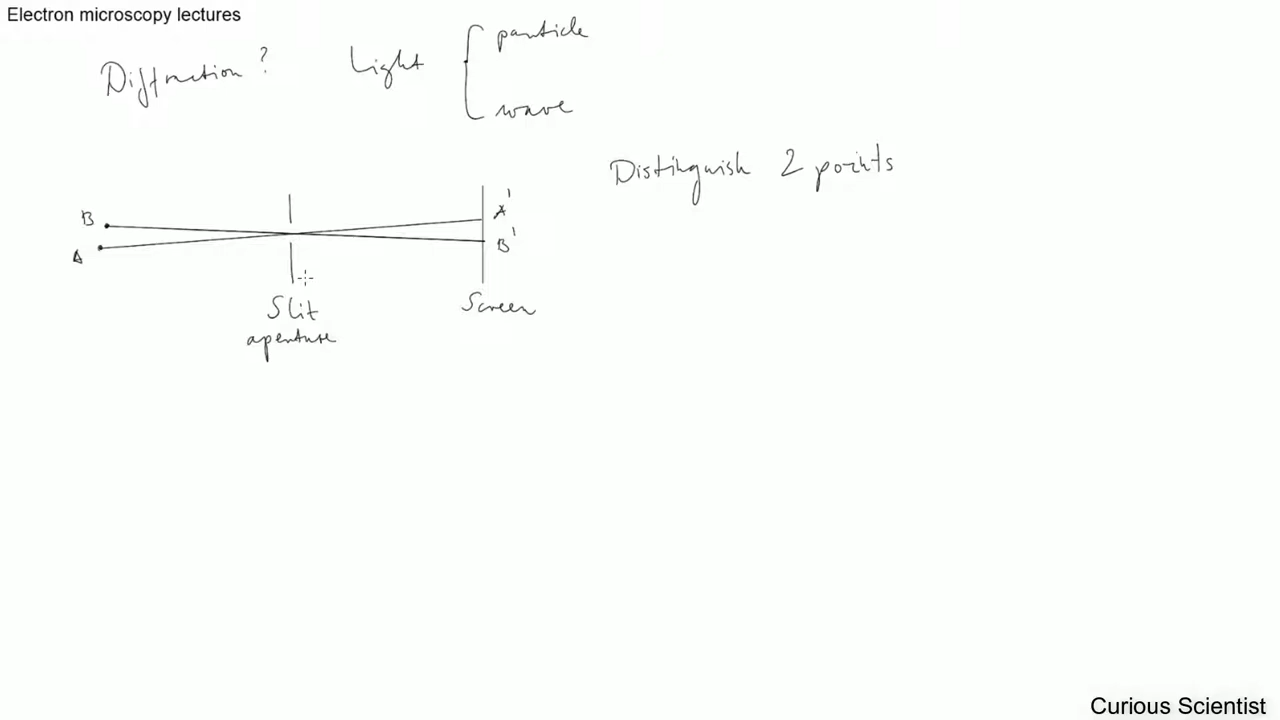 Electron microscopy lectures
Diffraction? Light { particle
wave
Distinguish 2 points
B
A
A'
B'
Slit
aperture
Screen
Curious Scientist